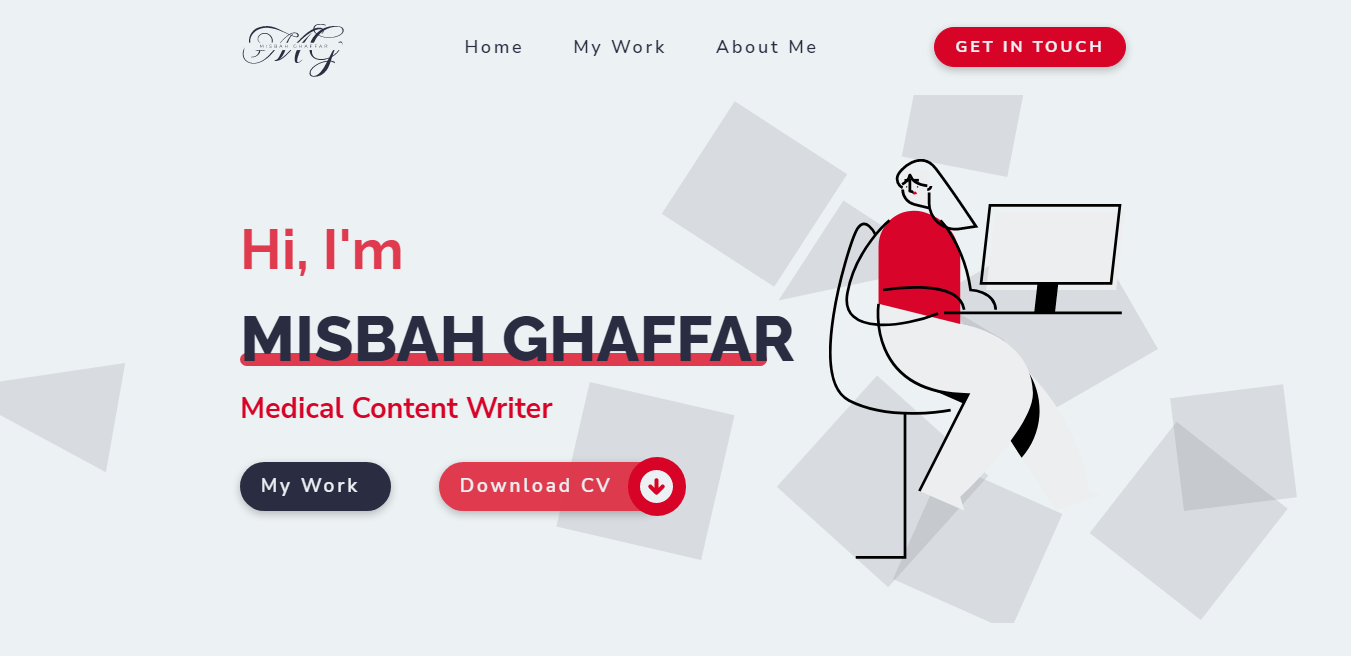 MG
MISBAH GHAFFAR
Home
My Work
About Me
GET IN TOUCH
Hi, I'm
MISBAH GHAFFAR
Medical Content Writer
My Work
Download CV